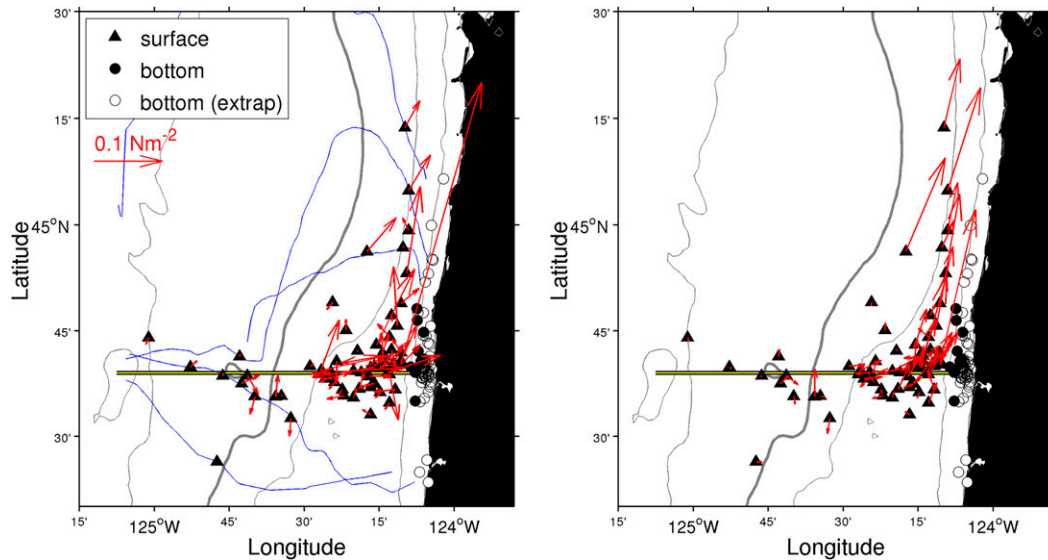 surface
bottom
bottom (extrap)
0.1 Nm⁻²
30'
15'
45°N
45'
30'
Latitude
15'
125°W
45'
30'
15'
124°W
Longitude
30'
15'
45°N
45'
30'
Latitude
15'
125°W
45'
30'
15'
124°W
Longitude